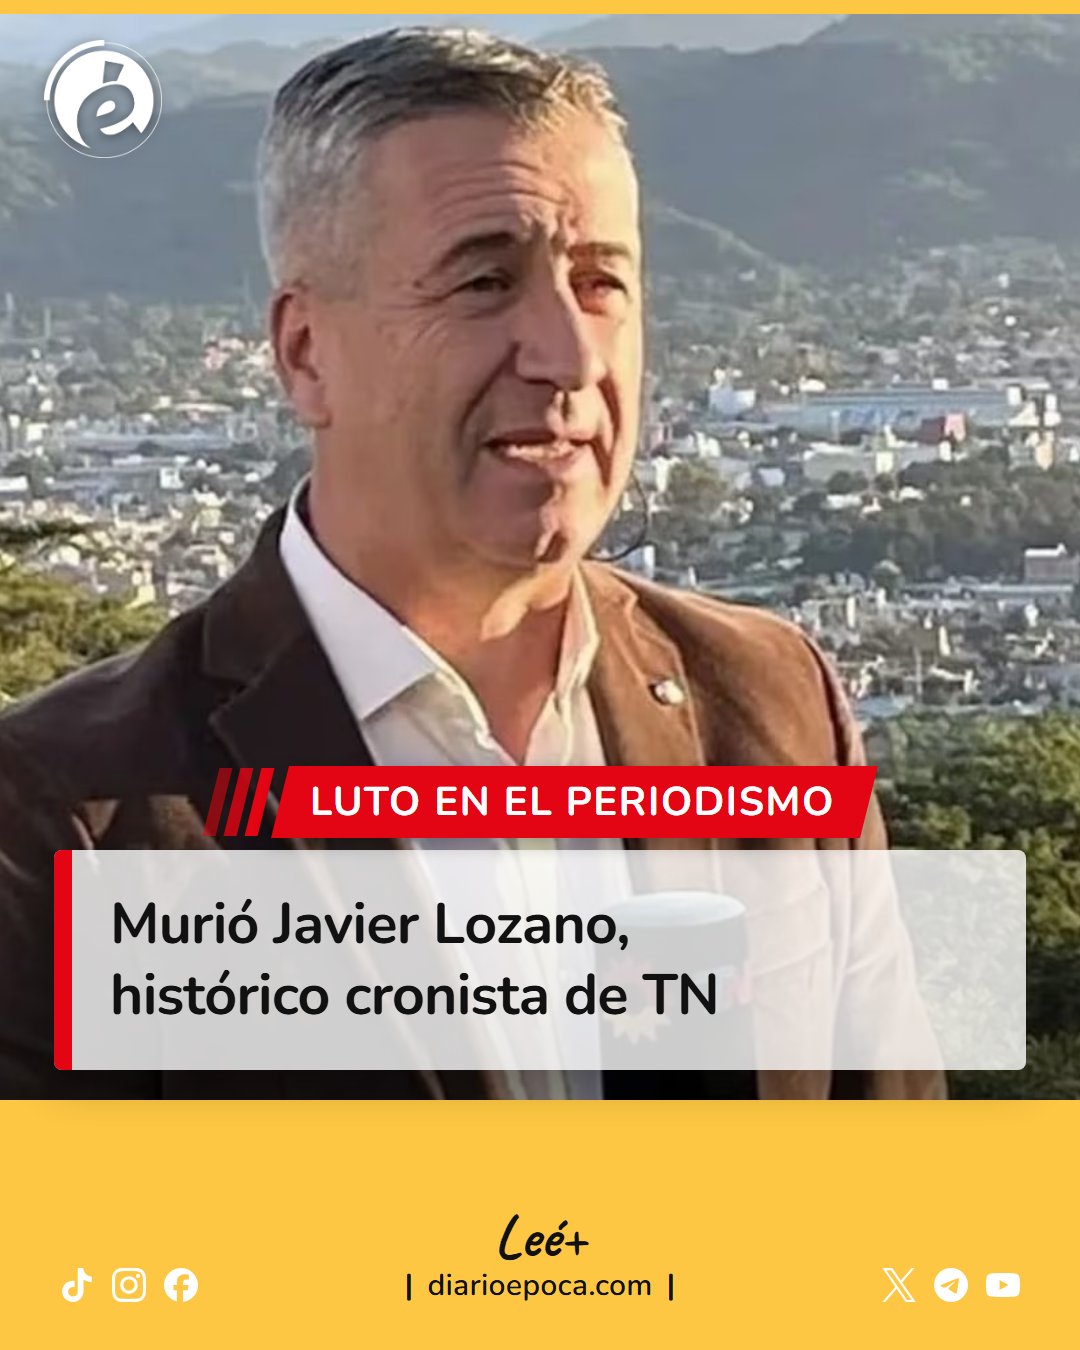 é
LUTO EN EL PERIODISMO
Murió Javier Lozano,
histórico cronista de TN
Leé+
| diarioepoca.com |